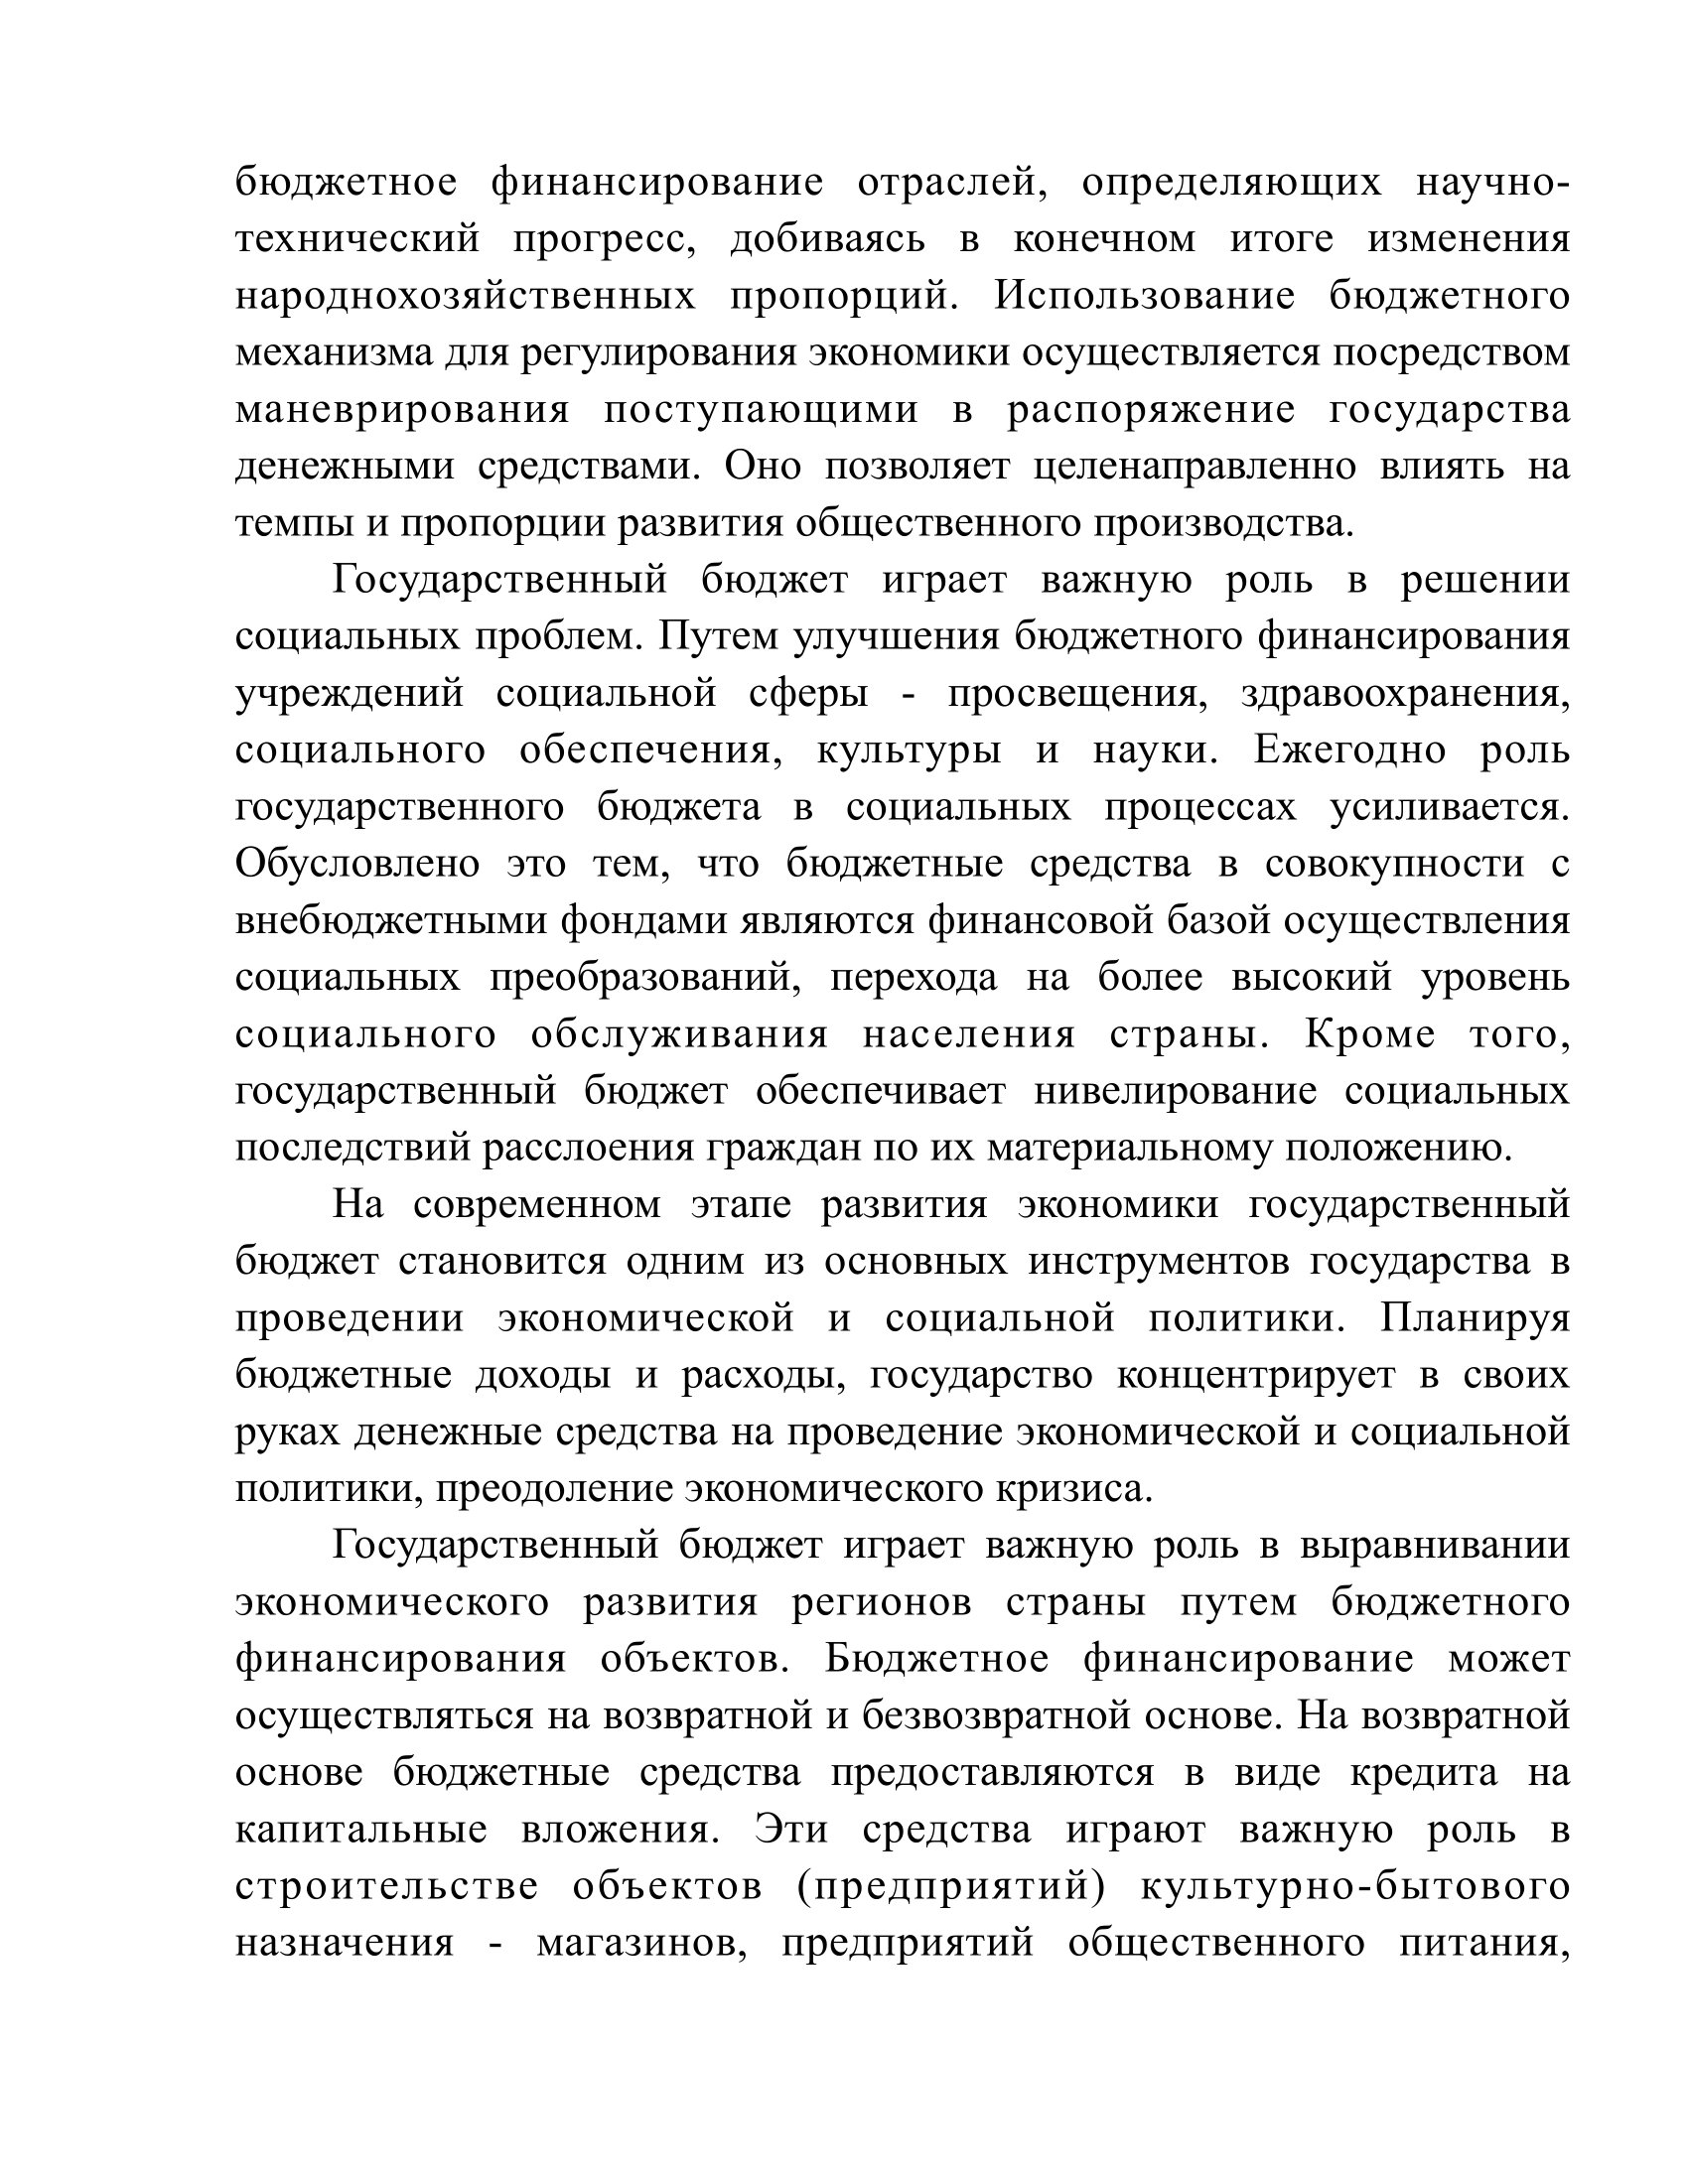 бюджетное финансирование отраслей, определяющих научно-
технический прогресс, добиваясь в конечном итоге изменения
народнохозяйственных пропорций. Использование бюджетного
механизма для регулирования экономики осуществляется посредством
маневрирования поступающими в распоряжение государства
денежными средствами. Оно позволяет целенаправленно влиять на
темпы и пропорции развития общественного производства.
Государственный бюджет играет важную роль в решении
социальных проблем. Путем улучшения бюджетного финансирования
учреждений социальной сферы - просвещения, здравоохранения,
социального обеспечения, культуры и науки. Ежегодно роль
государственного бюджета в социальных процессах усиливается.
Обусловлено это тем, что бюджетные средства в совокупности с
внебюджетными фондами являются финансовой базой осуществления
социальных преобразований, перехода на более высокий уровень
социального обслуживания населения страны. Кроме того,
государственный бюджет обеспечивает нивелирование социальных
последствий расслоения граждан по их материальному положению.
На современном этапе развития экономики государственный
бюджет становится одним из основных инструментов государства в
проведении экономической и социальной политики. Планируя
бюджетные доходы и расходы, государство концентрирует в своих
руках денежные средства на проведение экономической и социальной
политики, преодоление экономического кризиса.
Государственный бюджет играет важную роль в выравнивании
экономического развития регионов страны путем бюджетного
финансирования объектов. Бюджетное финансирование может
осуществляться на возвратной и безвозвратной основе. На возвратной
основе бюджетные средства предоставляются в виде кредита на
капитальные вложения. Эти средства играют важную роль в
строительстве объектов (предприятий) культурно-бытового
назначения - магазинов, предприятий общественного питания,